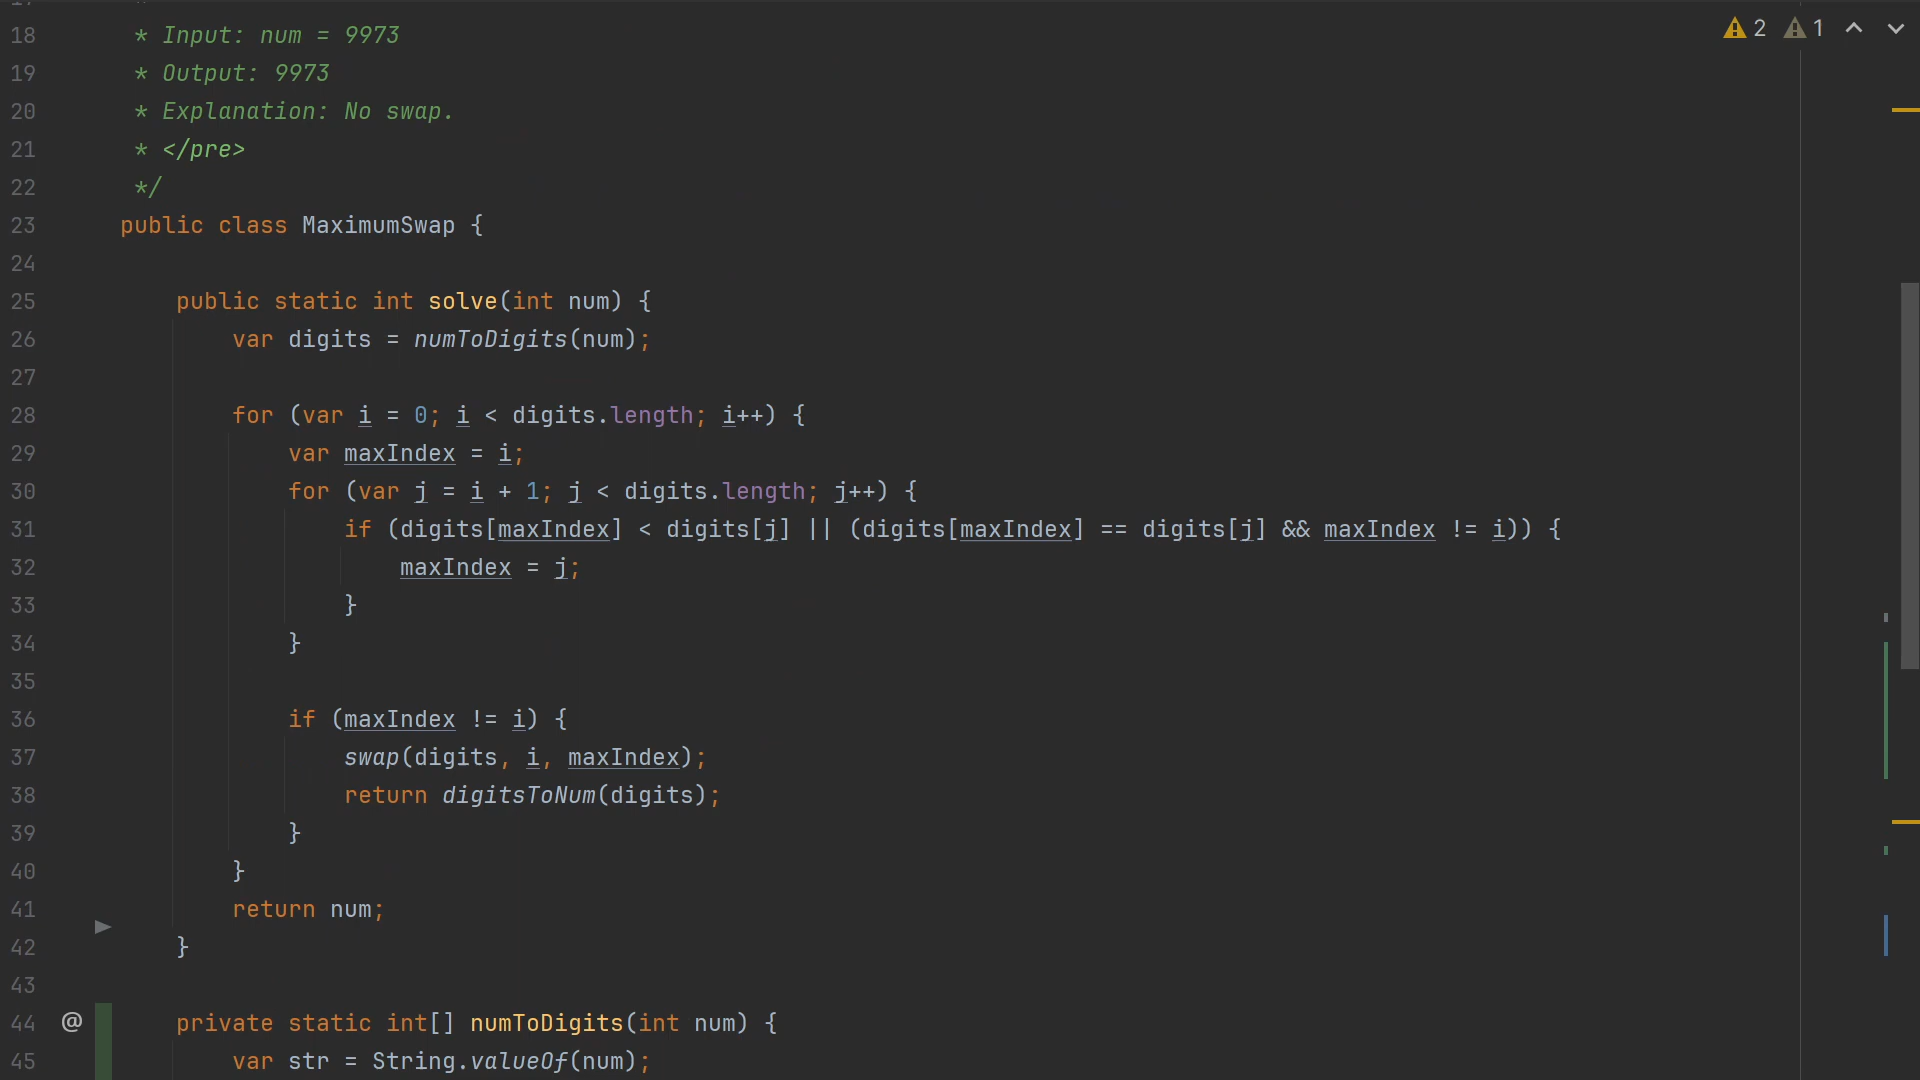 2 1
18 * Input: num = 9973
19 * Output: 9973
20 * Explanation: No swap.
21 * </pre>
22 */
23 public class MaximumSwap {
24
25 public static int solve(int num) {
26 var digits = numToDigits(num);
27
28 for (var i = 0; i < digits.length; i++) {
29 var maxIndex = i;
30 for (var j = i + 1; j < digits.length; j++) {
31 if (digits[maxIndex] < digits[j] || (digits[maxIndex] == digits[j] && maxIndex != i)) {
32 maxIndex = j;
33 }
34 }
35
36 if (maxIndex != i) {
37 swap(digits, i, maxIndex);
38 return digitsToNum(digits);
39 }
40 }
41 return num;
42 }
43
44 @ private static int[] numToDigits(int num) {
45 var str = String.valueOf(num);